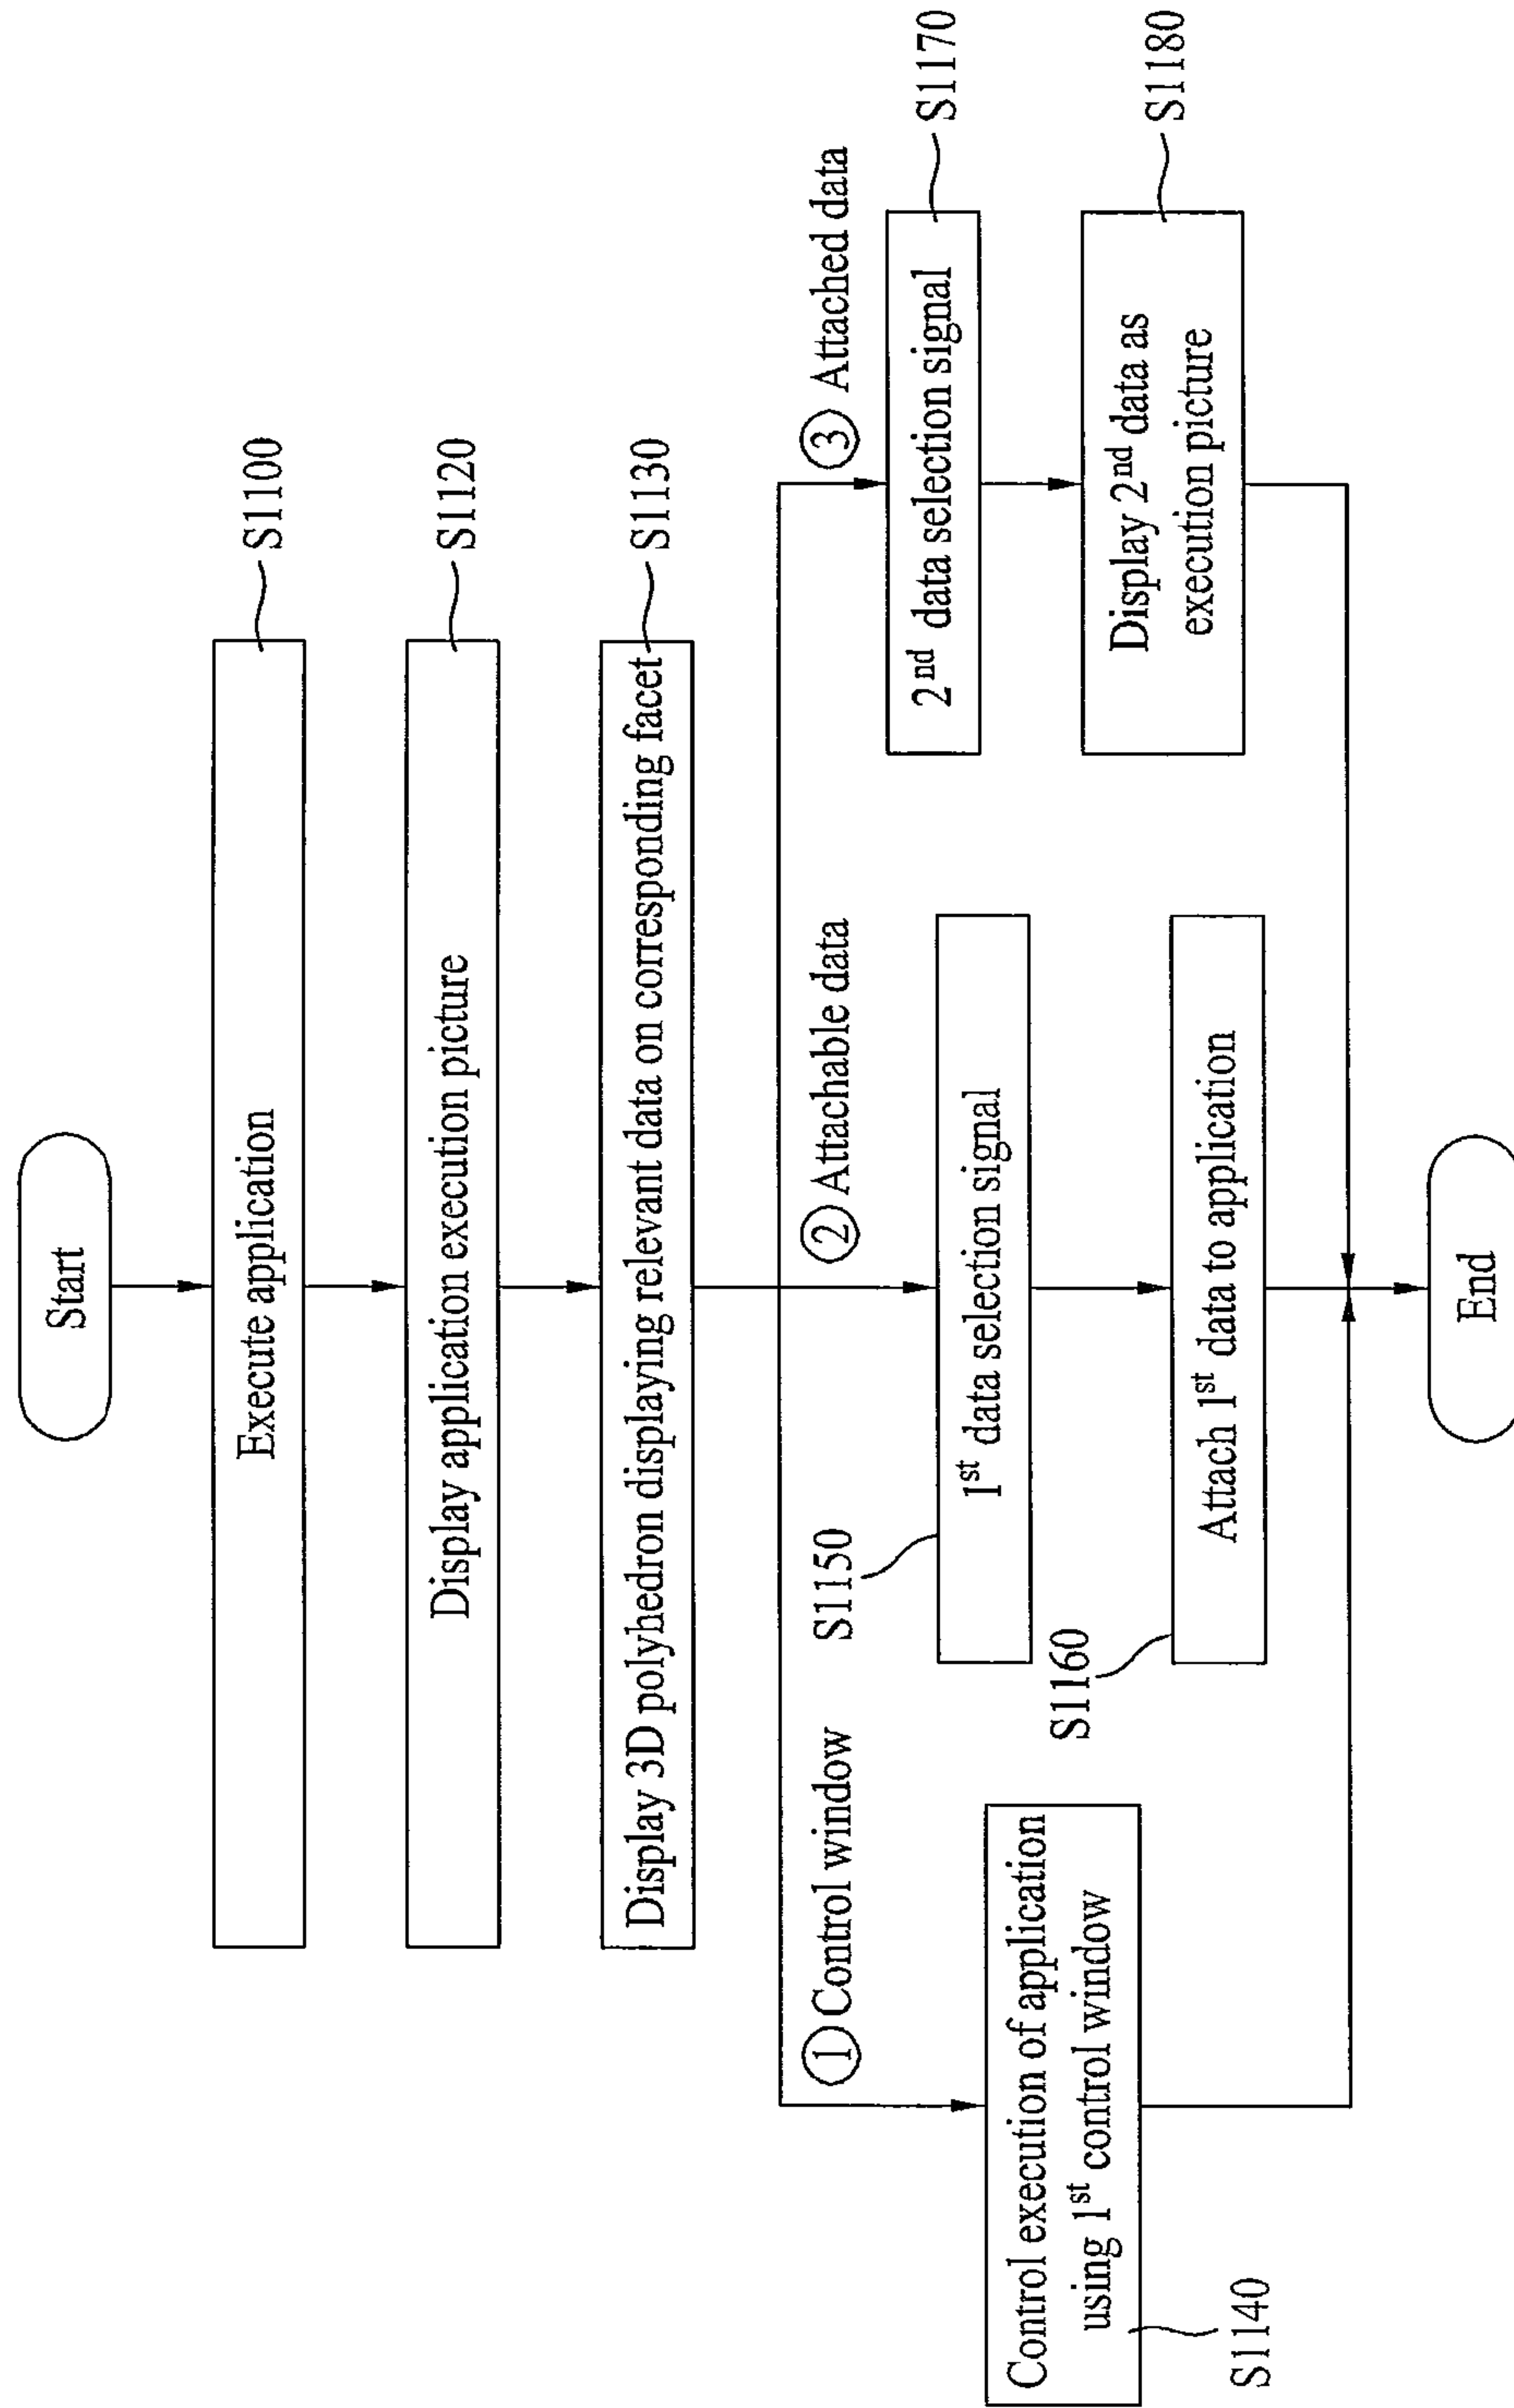 Start
Execute application
S1100
Display application execution picture
S1120
Display 3D polyhedron displaying relevant data on corresponding facet
S1130
① Control window
Control execution of application
using 1st control window
S1140
② Attachable data
S1150
1st data selection signal
S1160
Attach 1st data to application
③ Attached data
2nd data selection signal
S1170
Display 2nd data as
execution picture
S1180
End